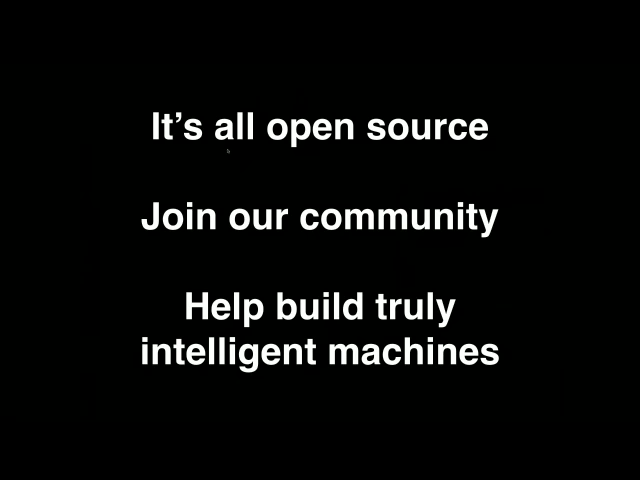 It’s all open source
Join our community
Help build truly
intelligent machines